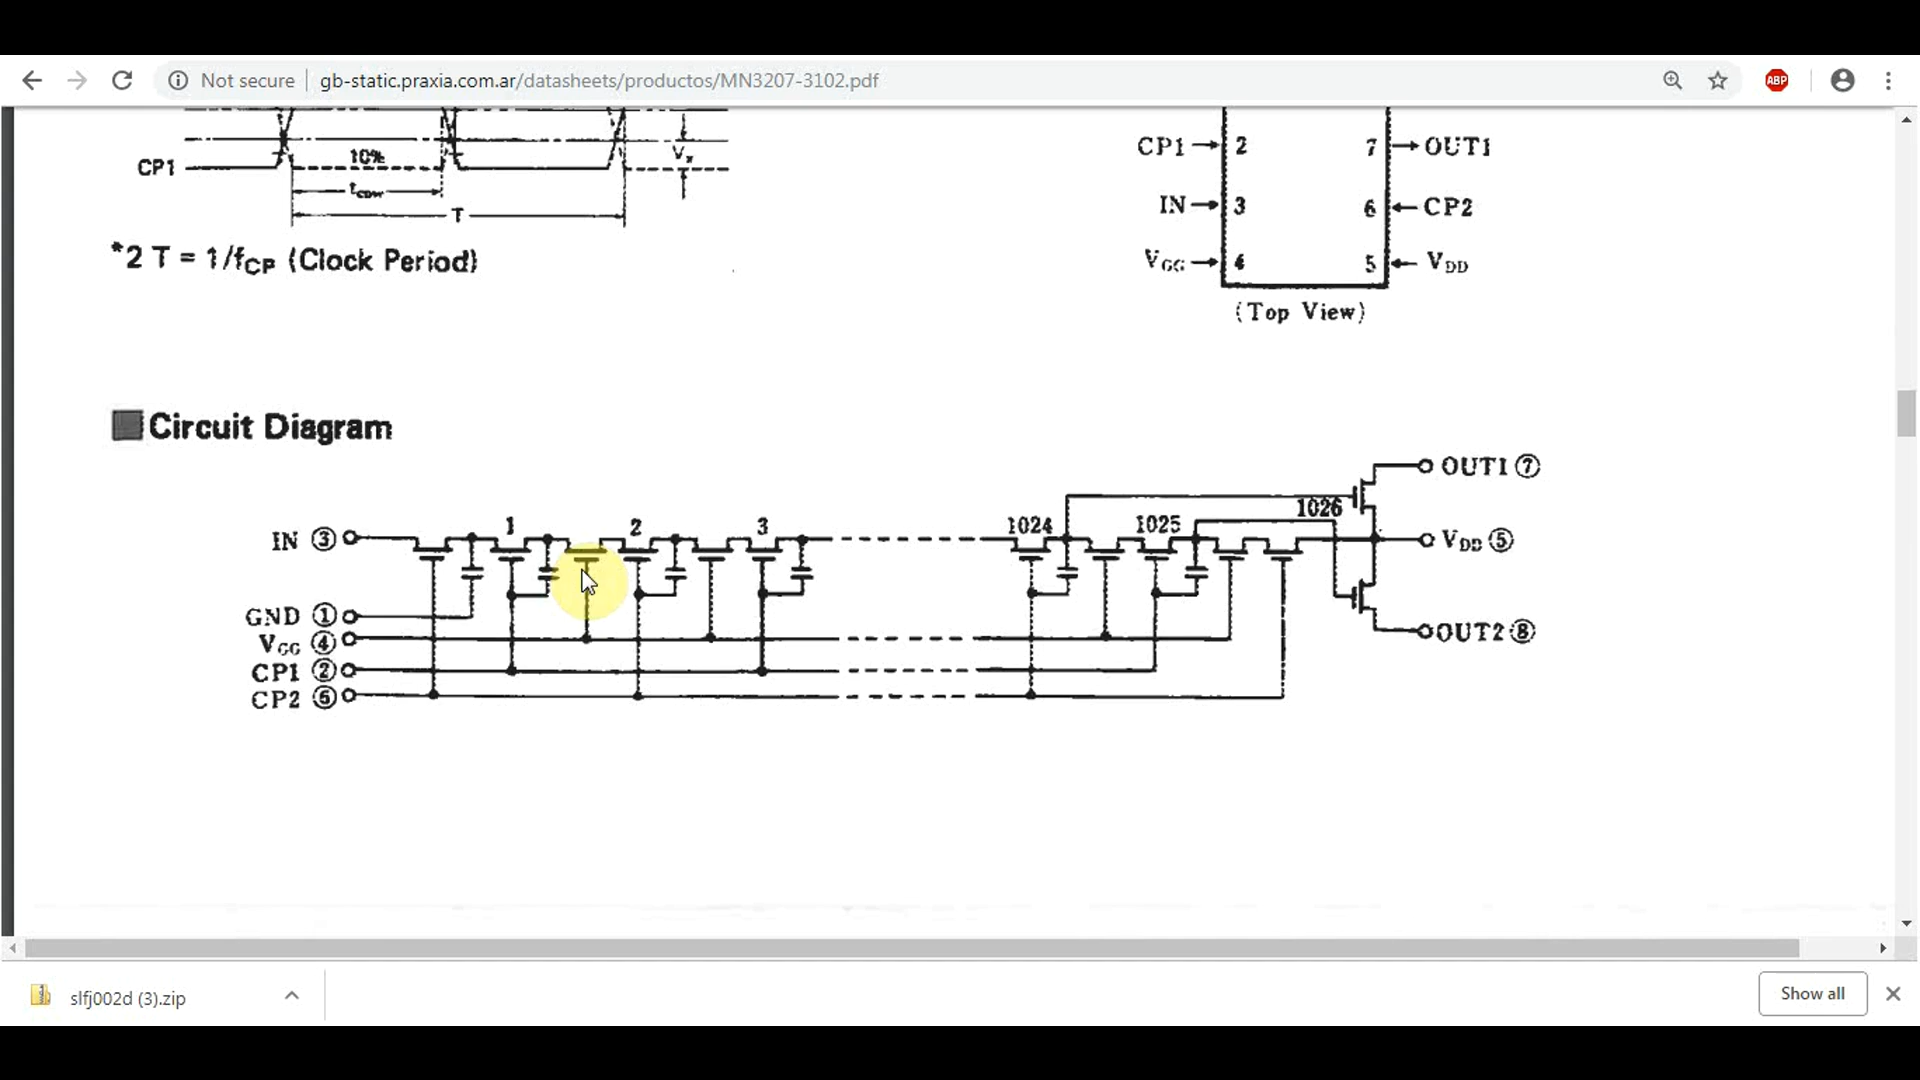 Not secure | gb-static.praxia.com.ar/datasheets/productos/MN3207-3102.pdf
ABP
CP1
10%
tCDW
Vx
T
*2 T = 1/fCP (Clock Period)
CP1 2 7 OUT1
IN 3 6 CP2
VGG 4 5 VDD
(Top View)
Circuit Diagram
OUT1 ⑦
1 2 3 1024 1025 1026
IN ③
VDD ⑤
GND ①
VGG ④
OUT2 ⑧
CP1 ②
CP2 ⑥
slfj002d (3).zip
Show all